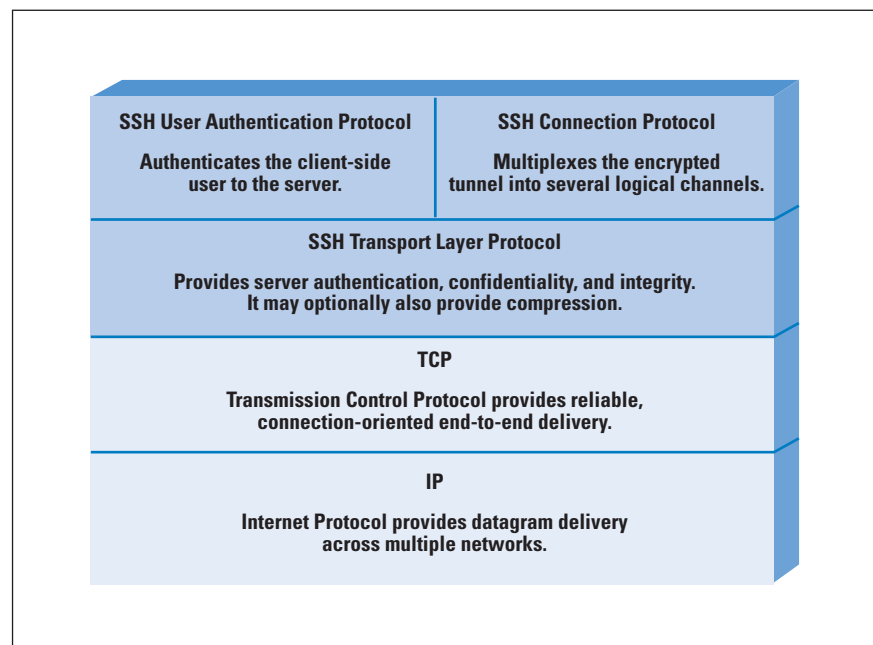 SSH User Authentication Protocol
Authenticates the client-side
user to the server.
SSH Connection Protocol
Multiplexes the encrypted
tunnel into several logical channels.
SSH Transport Layer Protocol
Provides server authentication, confidentiality, and integrity.
It may optionally also provide compression.
TCP
Transmission Control Protocol provides reliable,
connection-oriented end-to-end delivery.
IP
Internet Protocol provides datagram delivery
across multiple networks.